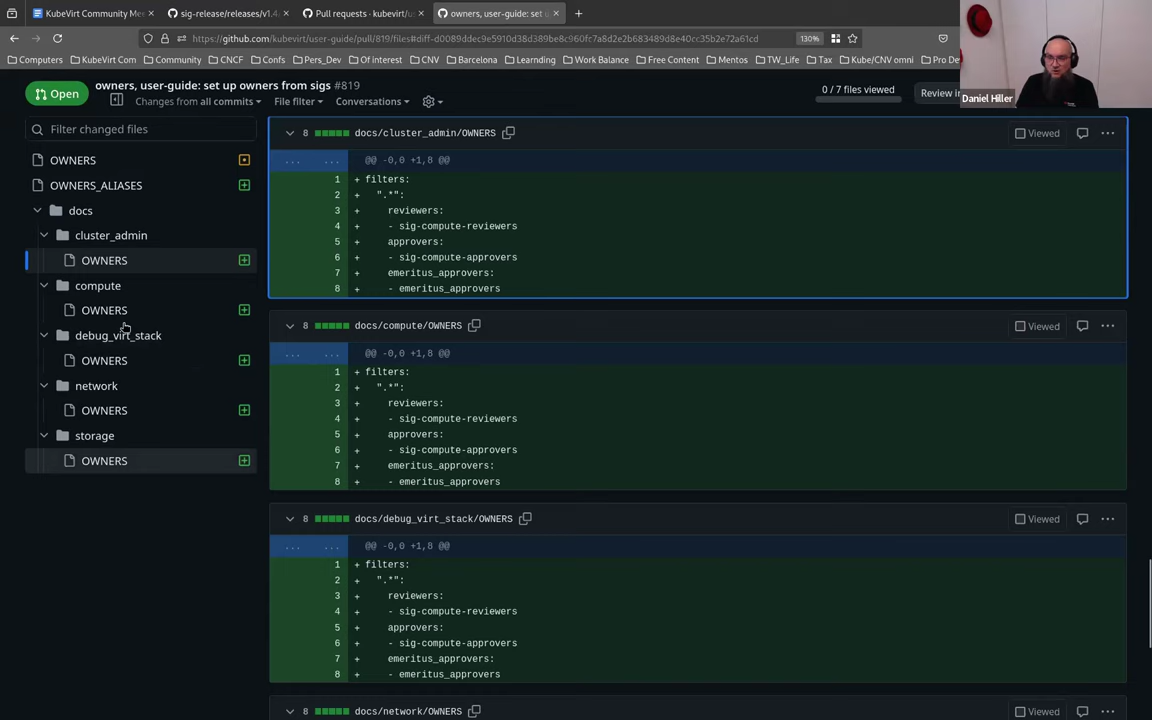 KubeVirt Community Me
sig-release/releases/v1.4
Pull requests · kubevirt/us
owners, user-guide: set u
https://github.com/kubevirt/user-guide/pull/819/files#diff-d0089ddec9e5910d38d389be8c960fc7a8d2e2b683489d8e40cc35b2e72a61cd
130%
Computers
KubeVirt Com
Community
CNCF
Confs
Pers_Dev
Of interest
CNV
Barcelona
Learnding
Work Balance
Free Content
Mentos
TW_Life
Tax
Kube/CNV omni
Pro De
Daniel Hiller
Open
owners, user-guide: set up owners from sigs #819
Changes from all commits
File filter
Conversations
0 / 7 files viewed
Review in
Filter changed files
OWNERS
OWNERS_ALIASES
docs
cluster_admin
OWNERS
compute
OWNERS
debug_virt_stack
OWNERS
network
OWNERS
storage
OWNERS
8 docs/cluster_admin/OWNERS Viewed
... ... @@ -0,0 +1,8 @@
1 + filters:
2 + ".*":
3 + reviewers:
4 + - sig-compute-reviewers
5 + approvers:
6 + - sig-compute-approvers
7 + emeritus_approvers:
8 + - emeritus_approvers
8 docs/compute/OWNERS Viewed
... ... @@ -0,0 +1,8 @@
1 + filters:
2 + ".*":
3 + reviewers:
4 + - sig-compute-reviewers
5 + approvers:
6 + - sig-compute-approvers
7 + emeritus_approvers:
8 + - emeritus_approvers
8 docs/debug_virt_stack/OWNERS Viewed
... ... @@ -0,0 +1,8 @@
1 + filters:
2 + ".*":
3 + reviewers:
4 + - sig-compute-reviewers
5 + approvers:
6 + - sig-compute-approvers
7 + emeritus_approvers:
8 + - emeritus_approvers
8 docs/network/OWNERS Viewed